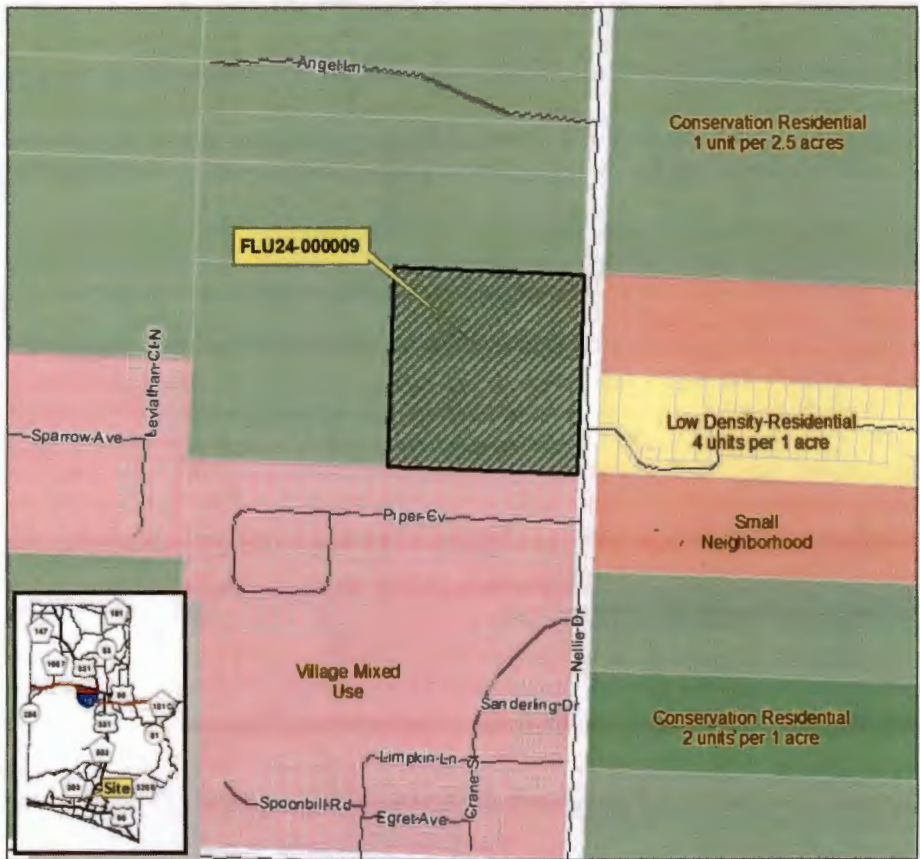 Angel-Ln
Conservation Residential
1 unit per 2.5 acres
FLU24-000009
Leviathan-Ct-N
Sparrow-Ave
Low Density-Residential
4 units per 1 acre
Piper-Cv
Small
Neighborhood
Village Mixed
Use
Nellie-Dr
Sanderling-Dr
Conservation Residential
2 units per 1 acre
Limpkin-Ln
Crane-St
Spoonbill-Rd
Egret-Ave
Site